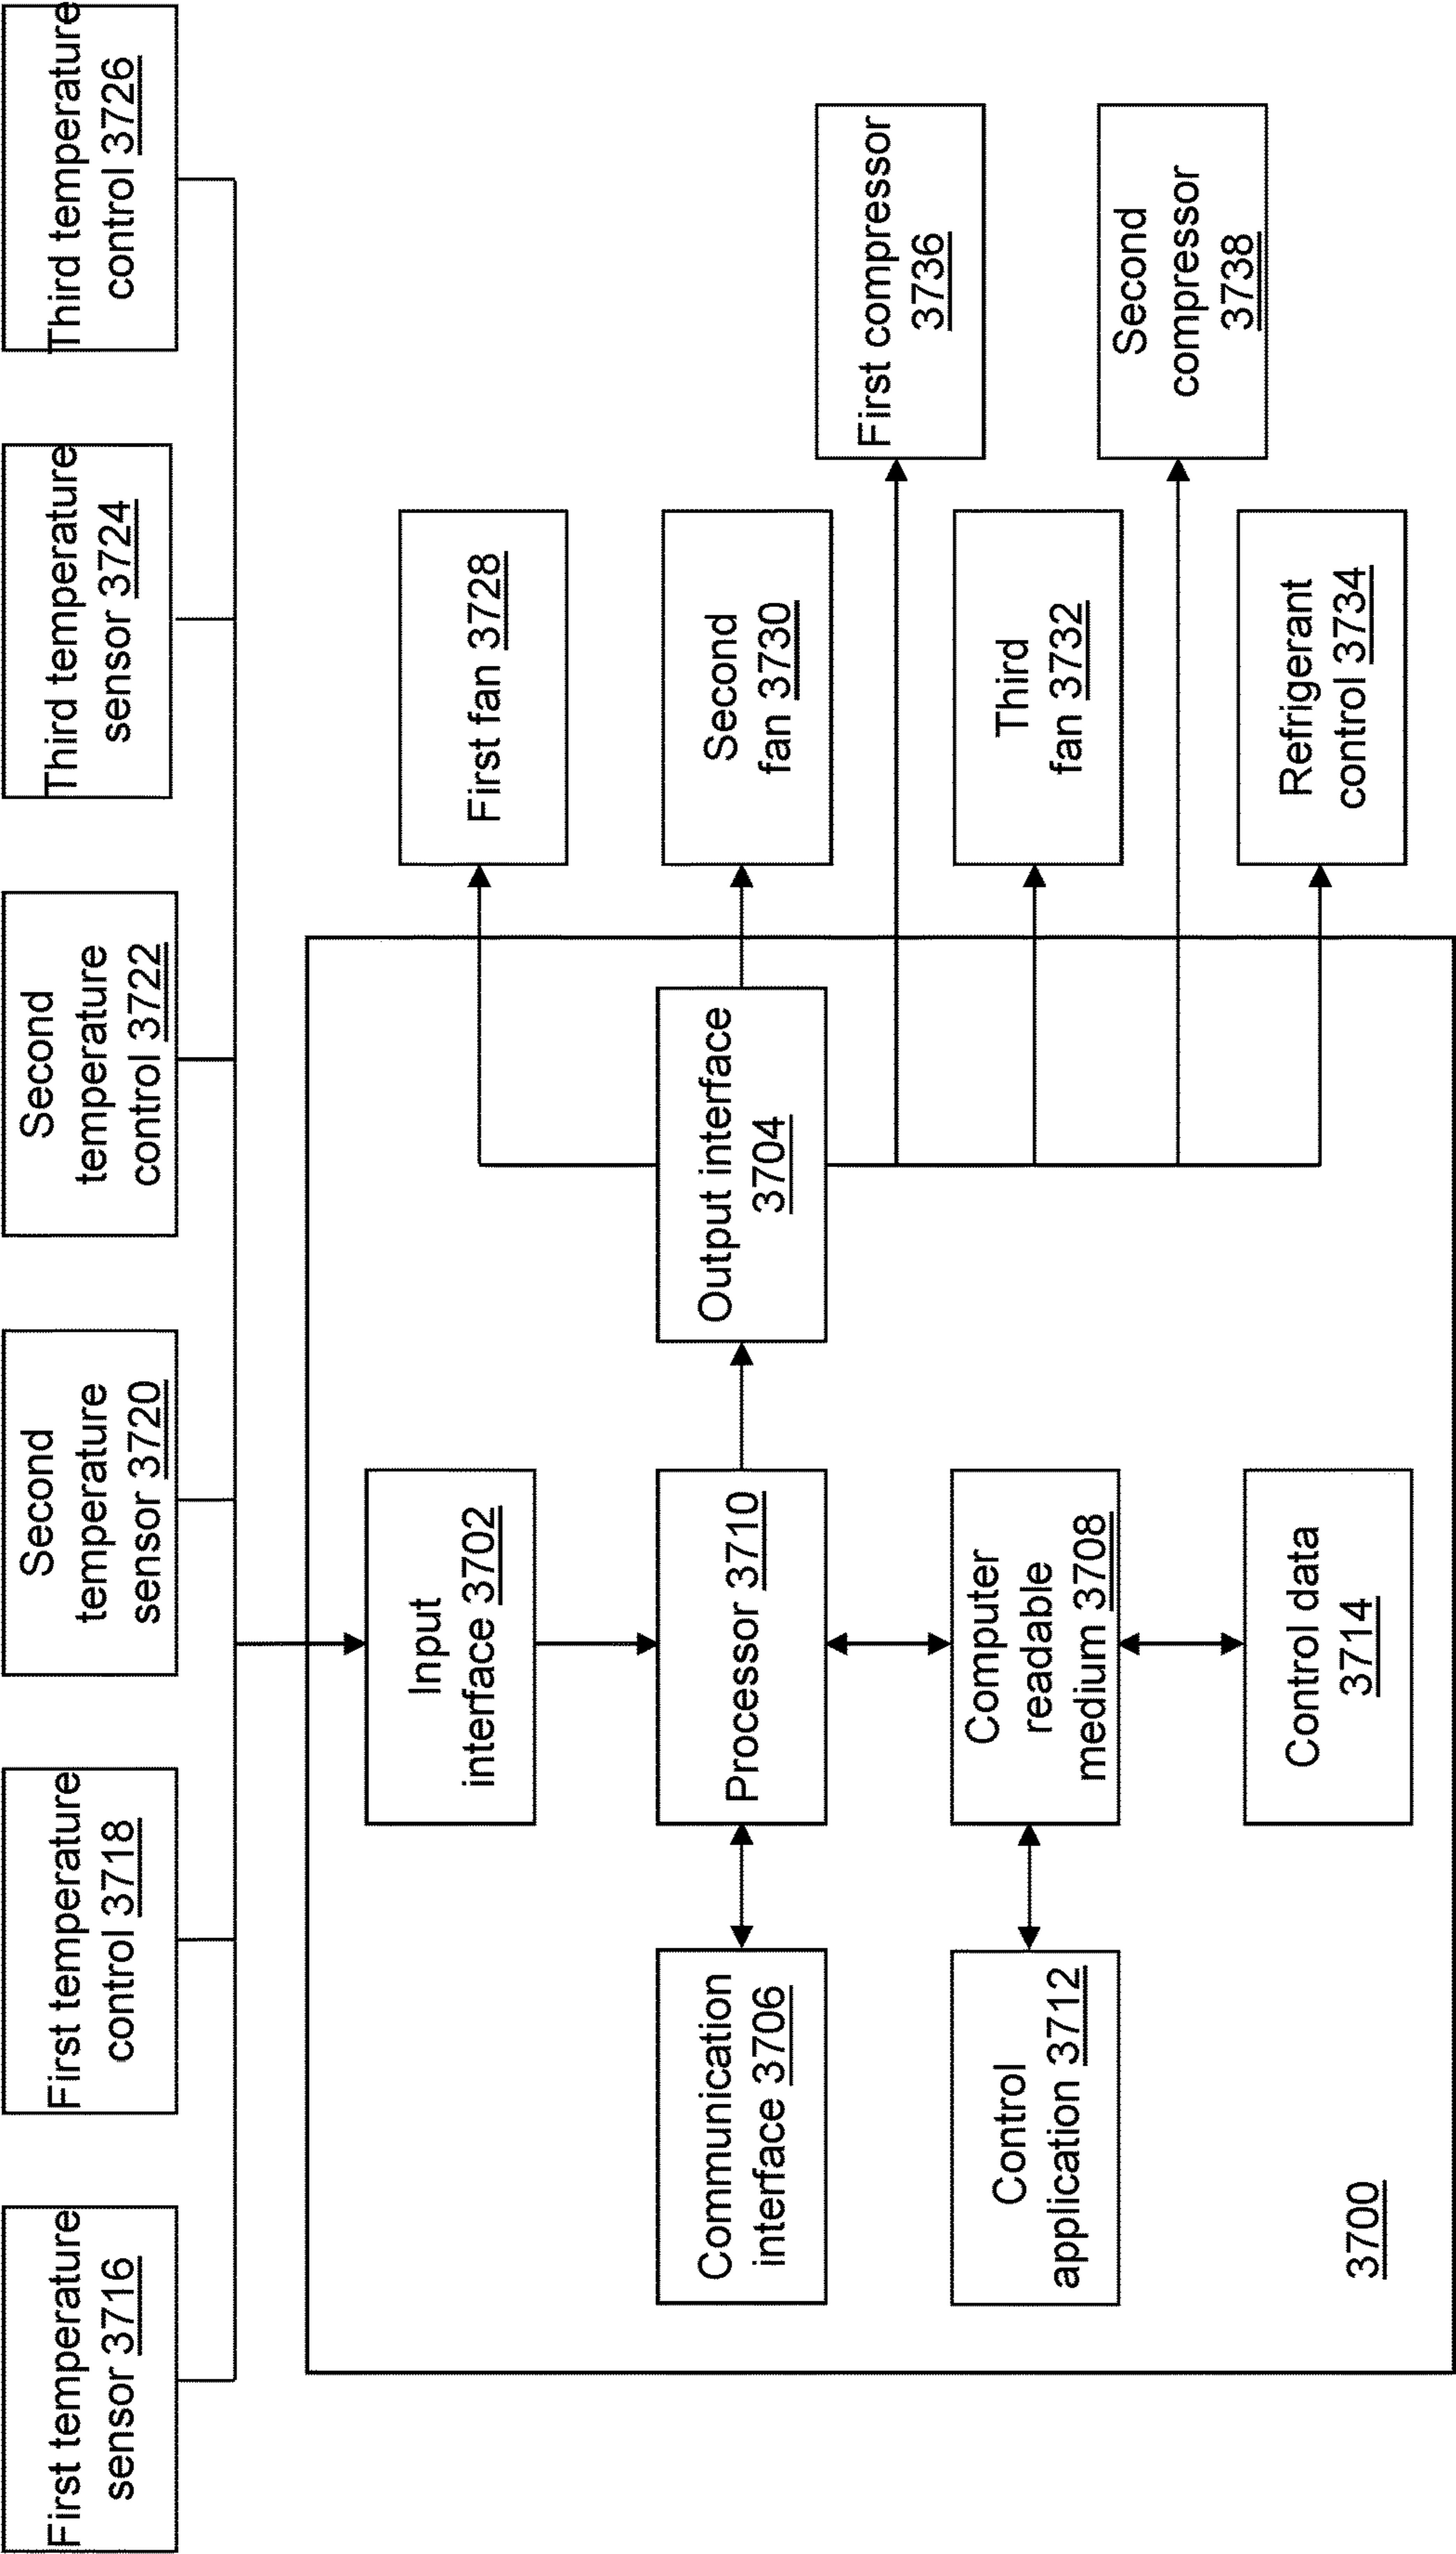 First temperature
sensor 3716
First temperature
control 3718
Second
temperature
sensor 3720
Second
temperature
control 3722
Third temperature
sensor 3724
Third temperature
control 3726
Input
interface 3702
First fan 3728
Communication
interface 3706
Processor 3710
Output interface
3704
Second
fan 3730
First compressor
3736
Control
application 3712
Computer
readable
medium 3708
Third
fan 3732
Second
compressor
3738
Control data
3714
Refrigerant
control 3734
3700